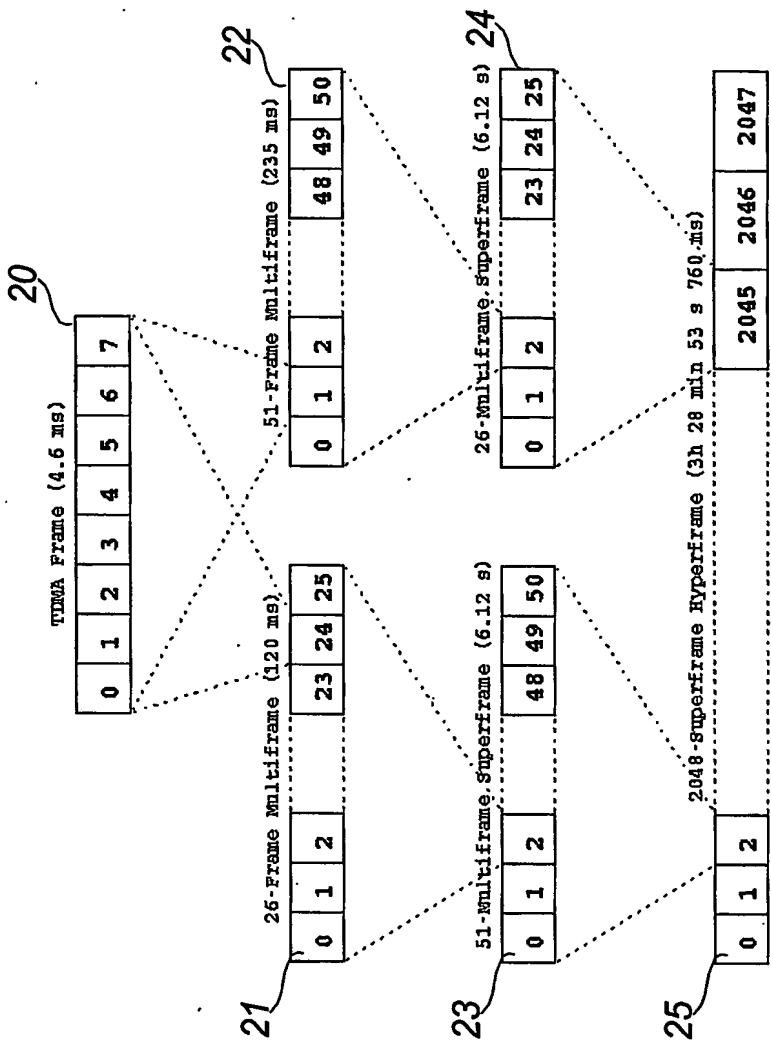 20
TDMA Frame (4.6 ms)
0 1 2 3 4 5 6 7
21
26-Frame Multiframe (120 ms)
0 1 2 23 24 25
22
51-Frame Multiframe (235 ms)
0 1 2 48 49 50
23
51-Multiframe Superframe (6.12 s)
0 1 2 48 49 50
24
26-Multiframe Superframe (6.12 s)
0 1 2 23 24 25
25
2048-Superframe Hyperframe (3h 28 min 53 s 760 ms)
0 1 2 2045 2046 2047